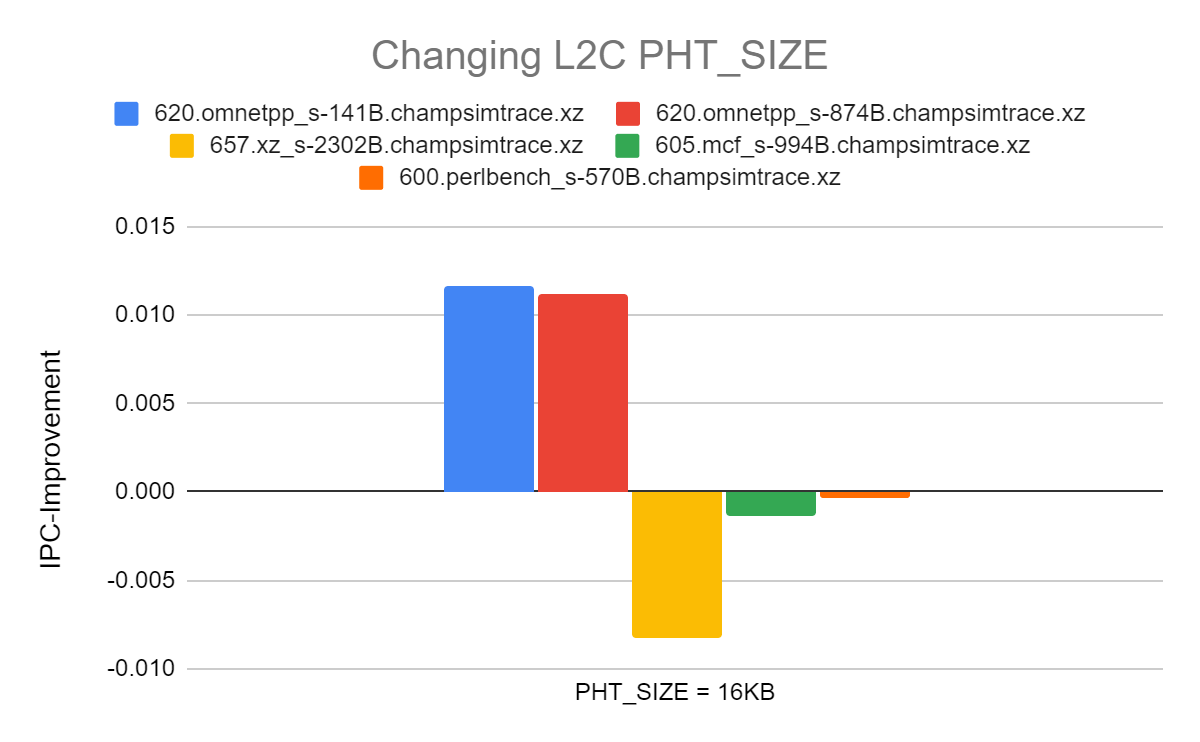 Changing L2C PHT_SIZE
620.omnetpp_s-141B.champsimtrace.xz 620.omnetpp_s-874B.champsimtrace.xz
657.xz_s-2302B.champsimtrace.xz 605.mcf_s-994B.champsimtrace.xz
600.perlbench_s-570B.champsimtrace.xz
0.015
0.010
0.005
0.000
-0.005
-0.010
IPC-Improvement
PHT_SIZE = 16KB